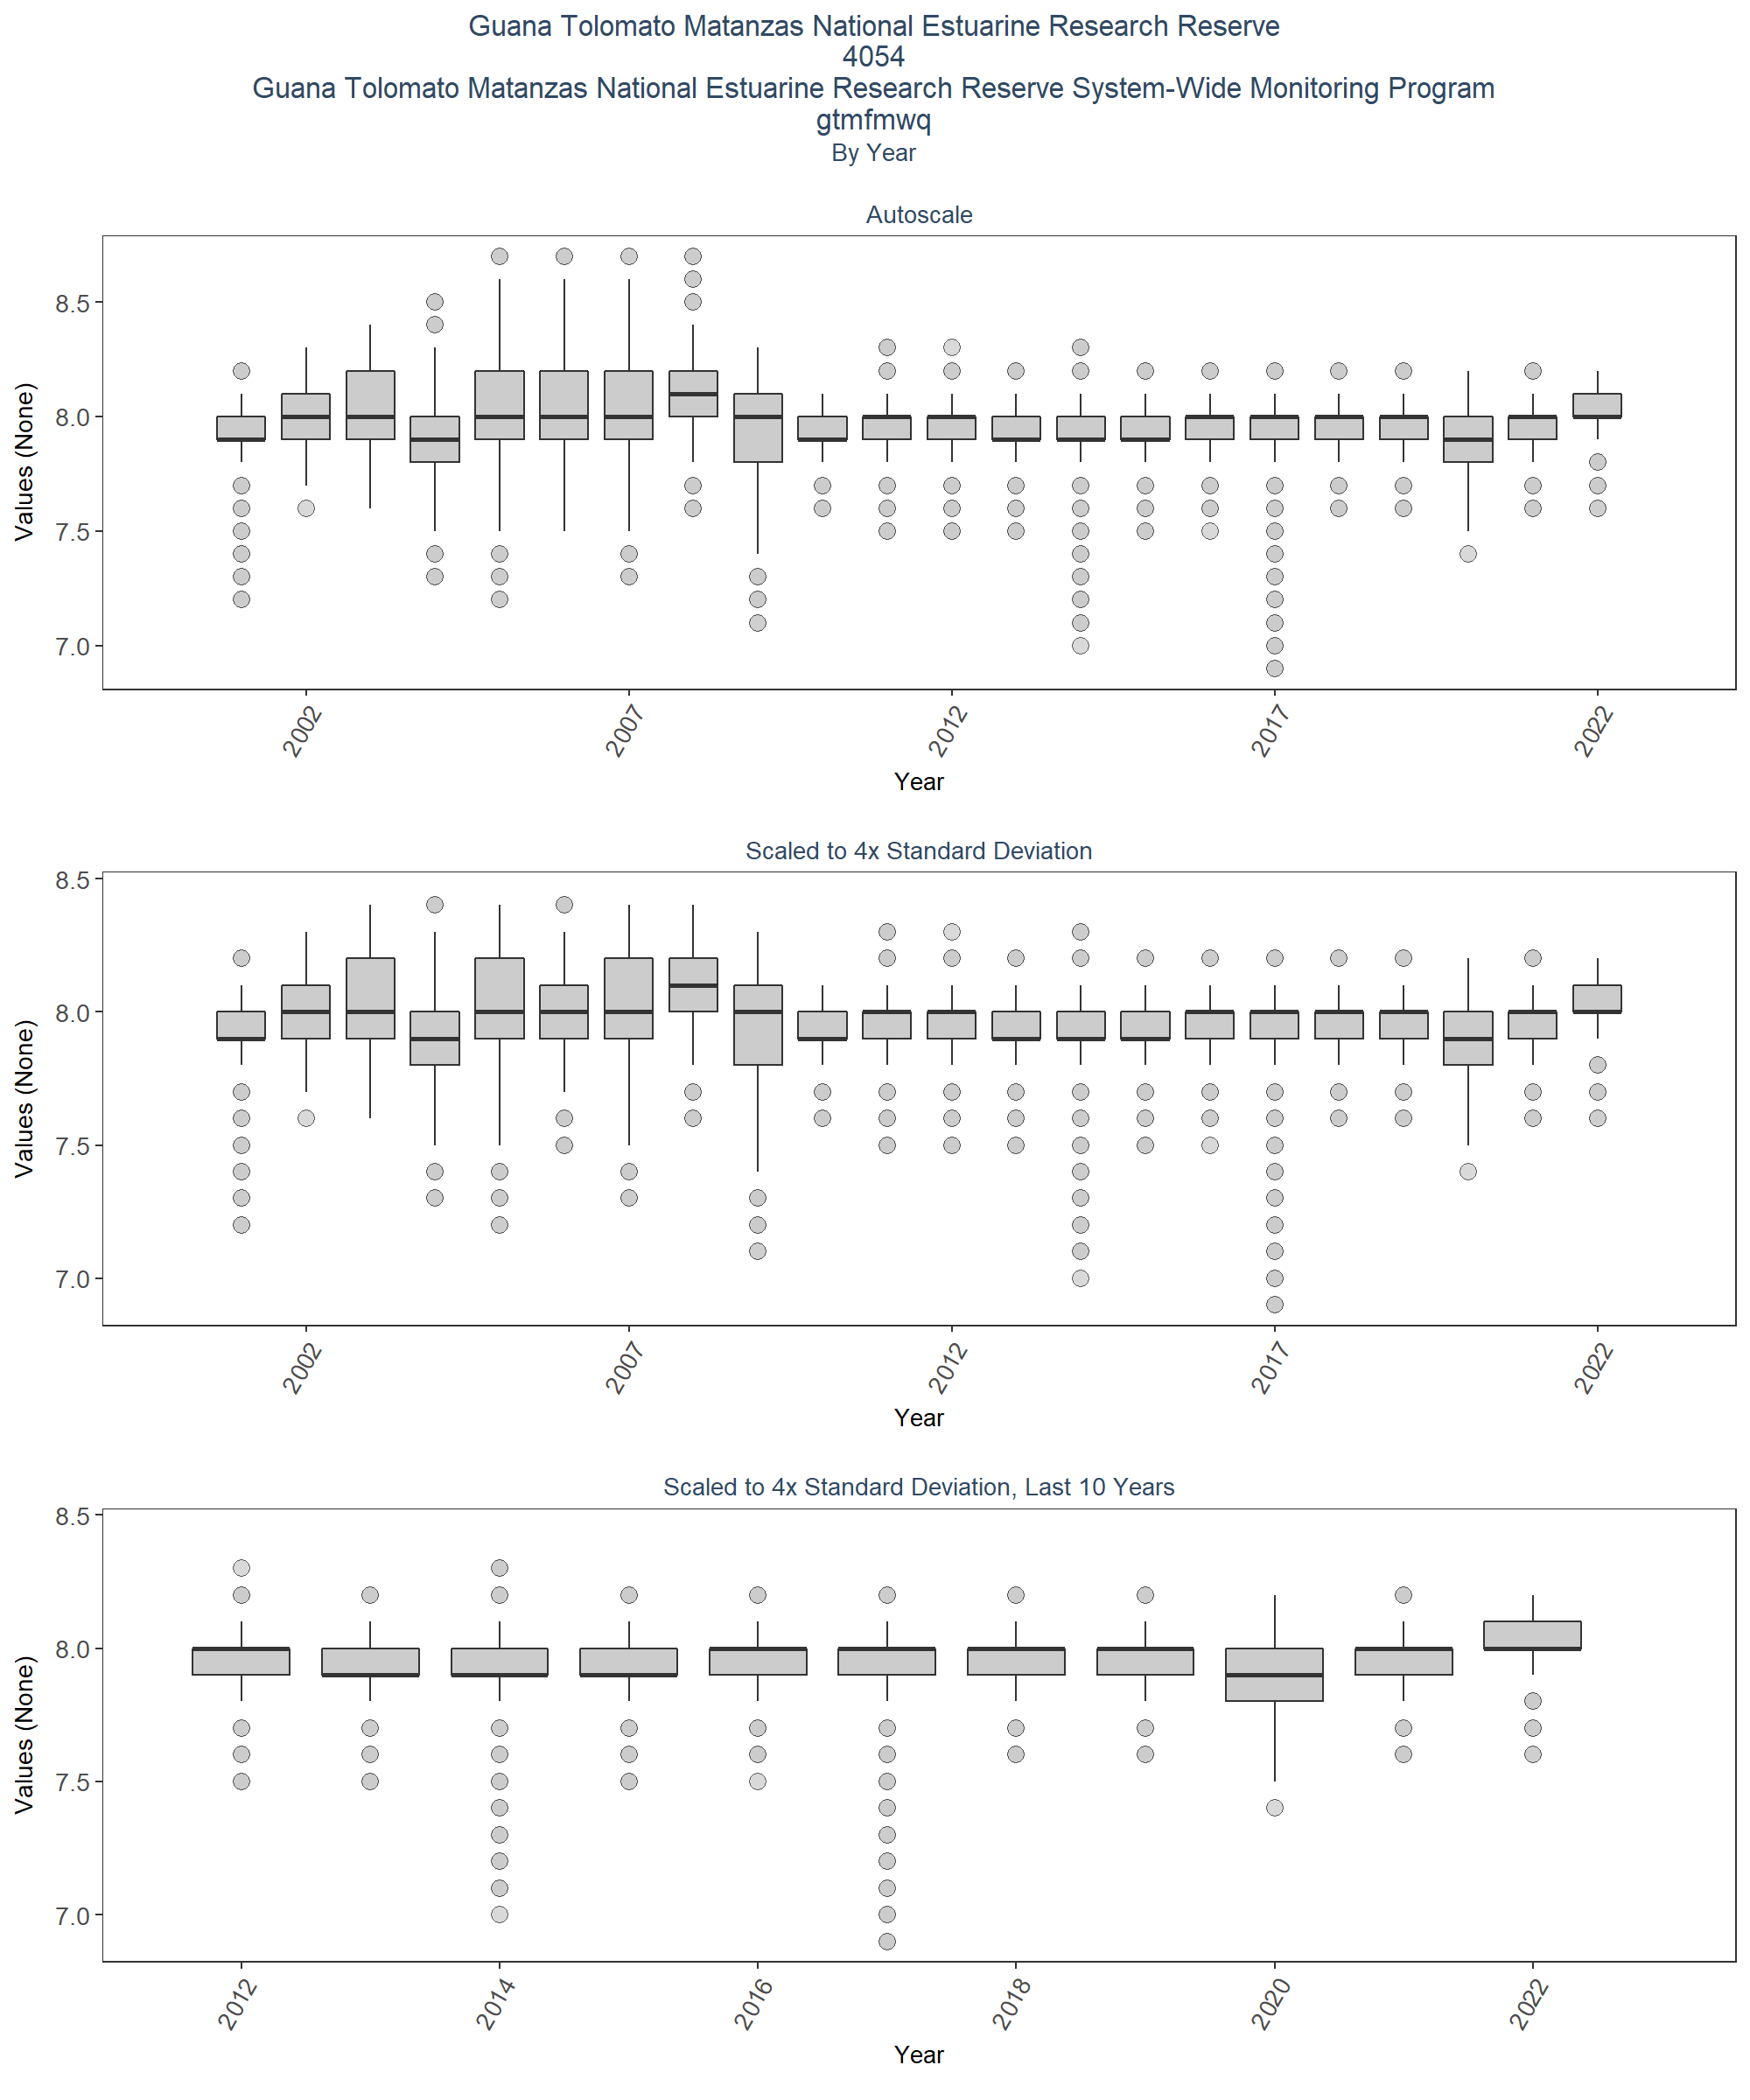 Guana Tolomato Matanzas National Estuarine Research Reserve
4054
Guana Tolomato Matanzas National Estuarine Research Reserve System-Wide Monitoring Program
gtmfmwq
By Year
Autoscale
Values (None)
8.5
8.0
7.5
7.0
2002
2007
2012
2017
2022
Year
Scaled to 4x Standard Deviation
Values (None)
8.5
8.0
7.5
7.0
2002
2007
2012
2017
2022
Year
Scaled to 4x Standard Deviation, Last 10 Years
Values (None)
8.5
8.0
7.5
7.0
2012
2014
2016
2018
2020
2022
Year